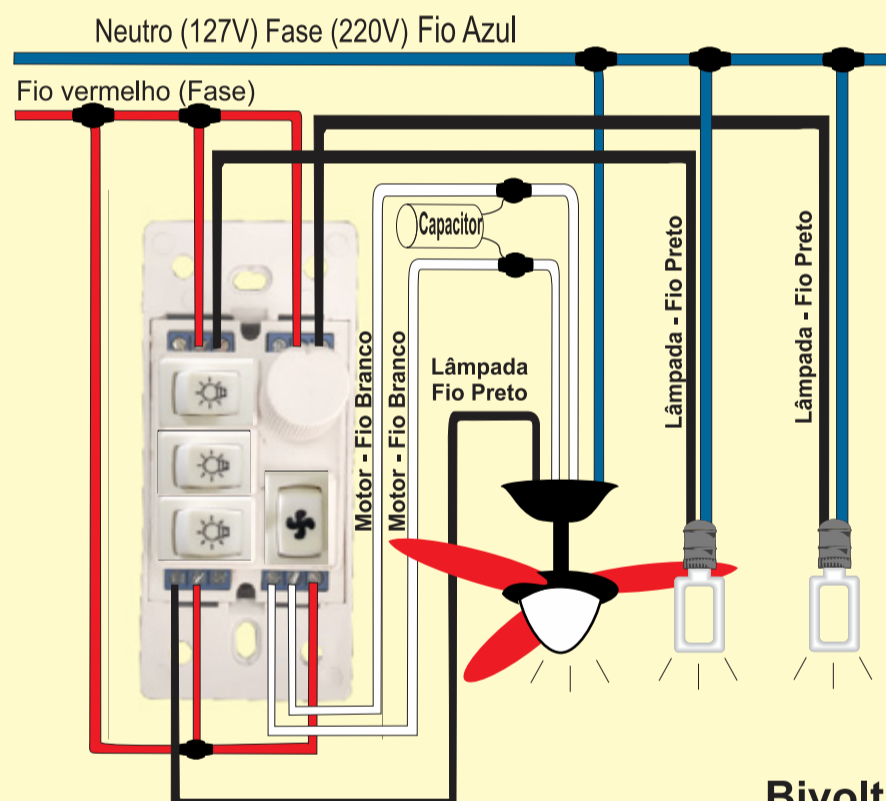 Neutro (127V) Fase (220V) Fio Azul
Fio vermelho (Fase)
Capacitor
Motor - Fio Branco
Motor - Fio Branco
Lâmpada
Fio Preto
Lâmpada - Fio Preto
Lâmpada - Fio Preto
Bivolt